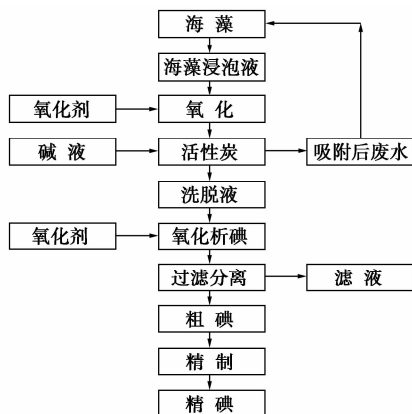 海藻
海藻浸泡液
氧化剂
氧化
碱液
活性炭
吸附后废水
洗脱液
氧化剂
氧化析碘
过滤分离
滤液
粗碘
精制
精碘